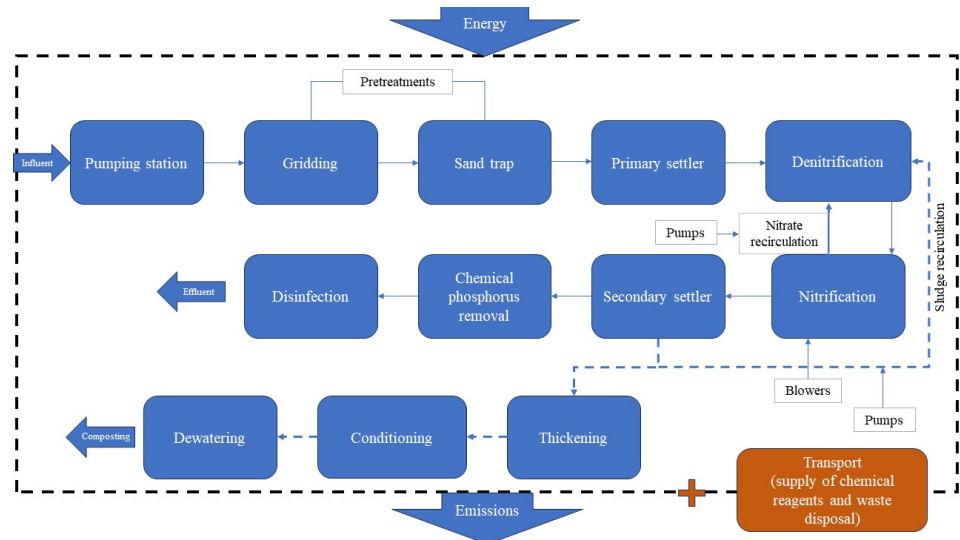 Energy
Pretreatments
Influent
Pumping station
Gridding
Sand trap
Primary settler
Denitrification
Pumps
Nitrate
recirculation
Sludge recirculation
Effluent
Disinfection
Chemical
phosphorus
removal
Secondary settler
Nitrification
Blowers
Pumps
Composting
Dewatering
Conditioning
Thickening
Transport
(supply of chemical
reagents and waste
disposal)
Emissions